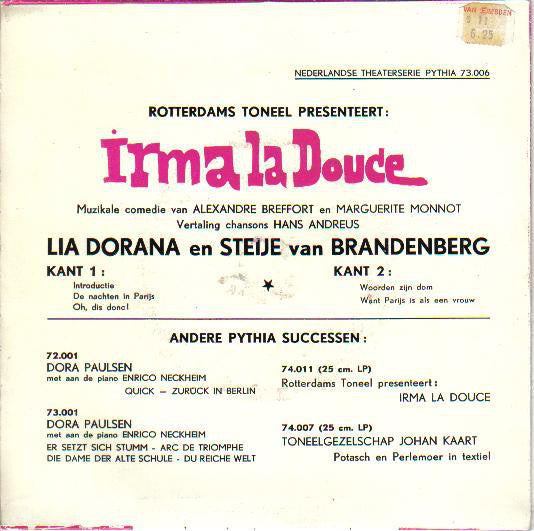 VAN EIMEREN
9 11
6.25
NEDERLANDSE THEATERSERIE PYTHIA 73.006
ROTTERDAMS TONEEL PRESENTEERT:
irma la Douce
Muzikale comedie van ALEXANDRE BREFFORT en MARGUERITE MONNOT
Vertaling chansons HANS ANDREUS
LIA DORANA en STEIJE van BRANDENBERG
KANT 1:
Introductie
De nachten in Parijs
Oh, dis donc!
KANT 2:
Woorden zijn dom
Want Parijs is als een vrouw
ANDERE PYTHIA SUCCESSEN:
72.001
DORA PAULSEN
met aan de piano ENRICO NECKHEIM
QUICK — ZURÜCK IN BERLIN
73.001
DORA PAULSEN
met aan de piano ENRICO NECKHEIM
ER SETZT SICH STUMM - ARC DE TRIOMPHE
DIE DAME DER ALTE SCHULE - DU REICHE WELT
74.011 (25 cm. LP)
Rotterdams Toneel presenteert:
IRMA LA DOUCE
74.007 (25 cm. LP)
TONEELGEZELSCHAP JOHAN KAART
Potasch en Perlemoer in textiel